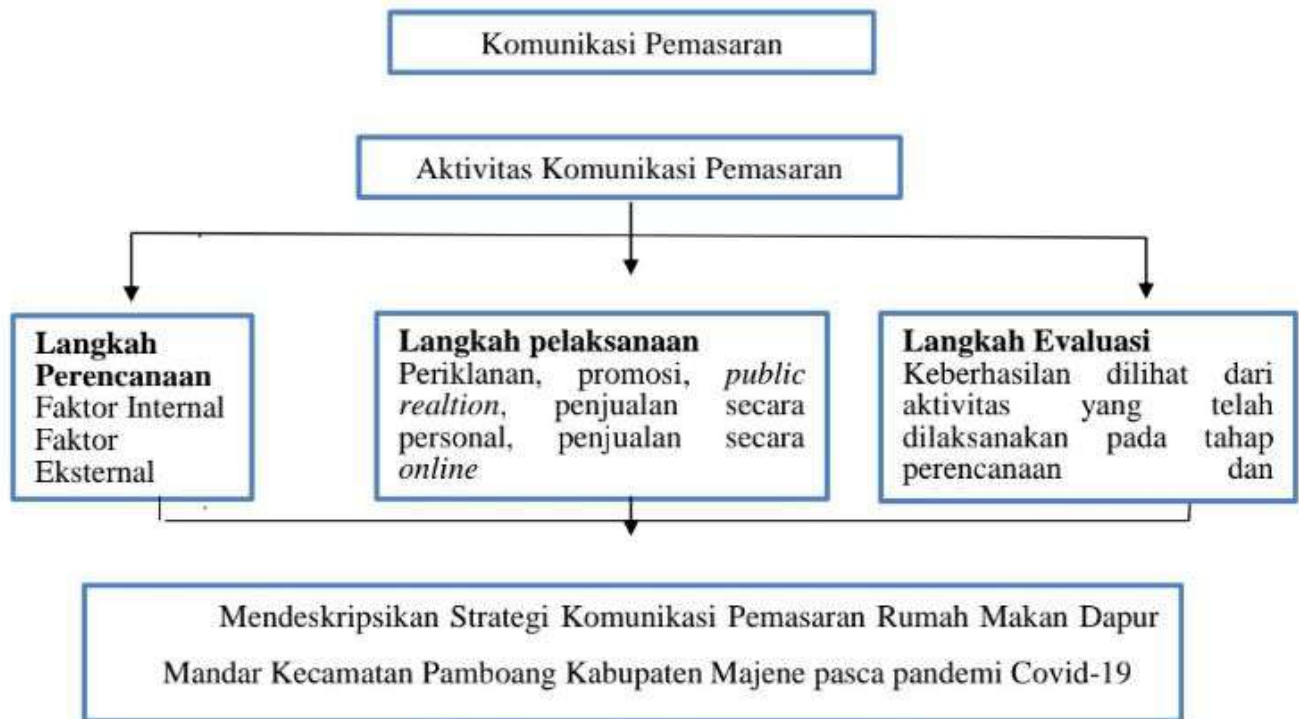 Komunikasi Pemasaran
Aktivitas Komunikasi Pemasaran
Langkah
Perencanaan
Faktor Internal
Faktor
Eksternal
Langkah pelaksanaan
Periklanan, promosi, public
realtion, penjualan secara
personal, penjualan secara
online
Langkah Evaluasi
Keberhasilan dilihat dari
aktivitas yang telah
dilaksanakan pada tahap
perencanaan dan
Mendeskripsikan Strategi Komunikasi Pemasaran Rumah Makan Dapur
Mandar Kecamatan Pamboang Kabupaten Majene pasca pandemi Covid-19